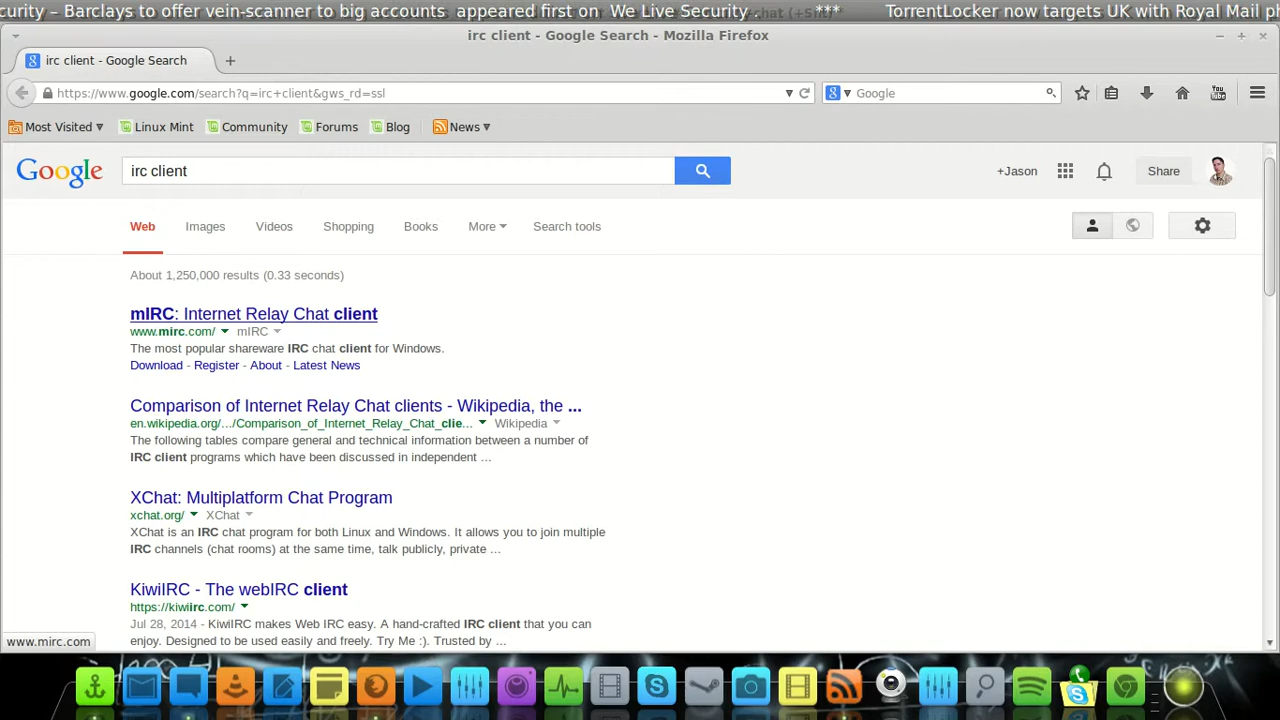 curity – Barclays to offer vein-scanner to big accounts  appeared first on  We Live Security .     ***     TorrentLocker now targets UK with Royal Mail ph
irc client - Google Search - Mozilla Firefox
irc client - Google Search
https://www.google.com/search?q=irc+client&gws_rd=ssl
Google
Most Visited
Linux Mint
Community
Forums
Blog
News
Google
irc client
+Jason
Share
Web
Images
Videos
Shopping
Books
More
Search tools
About 1,250,000 results (0.33 seconds)
mIRC: Internet Relay Chat client
www.mirc.com/ mIRC
The most popular shareware IRC chat client for Windows.
Download - Register - About - Latest News
Comparison of Internet Relay Chat clients - Wikipedia, the ...
en.wikipedia.org/.../Comparison_of_Internet_Relay_Chat_clie... Wikipedia
The following tables compare general and technical information between a number of
IRC client programs which have been discussed in independent ...
XChat: Multiplatform Chat Program
xchat.org/ XChat
XChat is an IRC chat program for both Linux and Windows. It allows you to join multiple
IRC channels (chat rooms) at the same time, talk publicly, private ...
KiwiIRC - The webIRC client
https://kiwiirc.com/
Jul 28, 2014 - KiwiIRC makes Web IRC easy. A hand-crafted IRC client that you can
enjoy. Designed to be used easily and freely. Try Me :). Trusted by ...
www.mirc.com